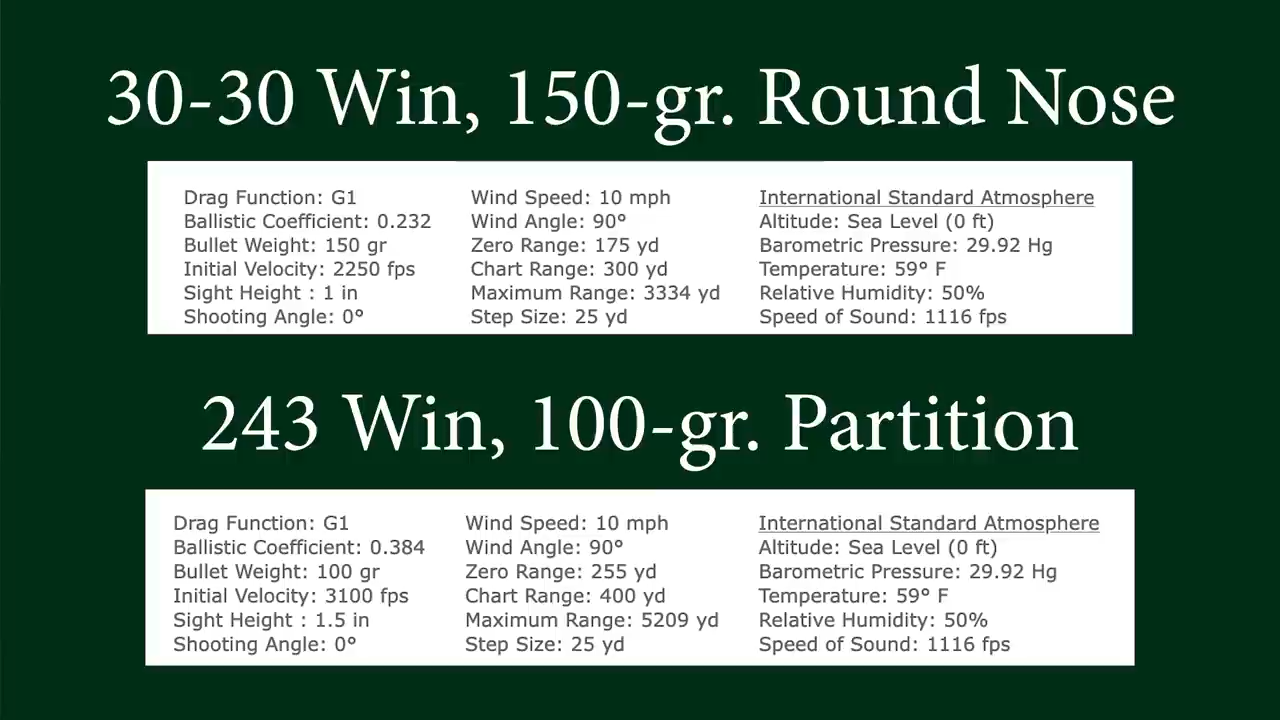 30-30 Win, 150-gr. Round Nose
Drag Function: G1
Ballistic Coefficient: 0.232
Bullet Weight: 150 gr
Initial Velocity: 2250 fps
Sight Height : 1 in
Shooting Angle: 0°
Wind Speed: 10 mph
Wind Angle: 90°
Zero Range: 175 yd
Chart Range: 300 yd
Maximum Range: 3334 yd
Step Size: 25 yd
International Standard Atmosphere
Altitude: Sea Level (0 ft)
Barometric Pressure: 29.92 Hg
Temperature: 59° F
Relative Humidity: 50%
Speed of Sound: 1116 fps
243 Win, 100-gr. Partition
Drag Function: G1
Ballistic Coefficient: 0.384
Bullet Weight: 100 gr
Initial Velocity: 3100 fps
Sight Height : 1.5 in
Shooting Angle: 0°
Wind Speed: 10 mph
Wind Angle: 90°
Zero Range: 255 yd
Chart Range: 400 yd
Maximum Range: 5209 yd
Step Size: 25 yd
International Standard Atmosphere
Altitude: Sea Level (0 ft)
Barometric Pressure: 29.92 Hg
Temperature: 59° F
Relative Humidity: 50%
Speed of Sound: 1116 fps